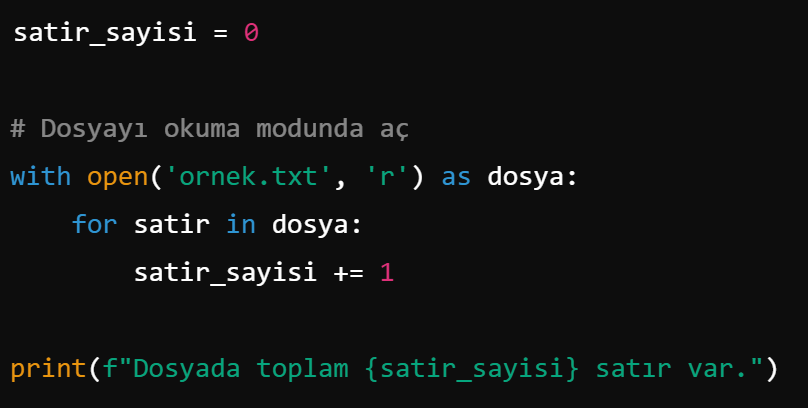 satir_sayisi = 0
# Dosyayı okuma modunda aç
with open('ornek.txt', 'r') as dosya:
    for satir in dosya:
        satir_sayisi += 1
print(f"Dosyada toplam {satir_sayisi} satır var.")